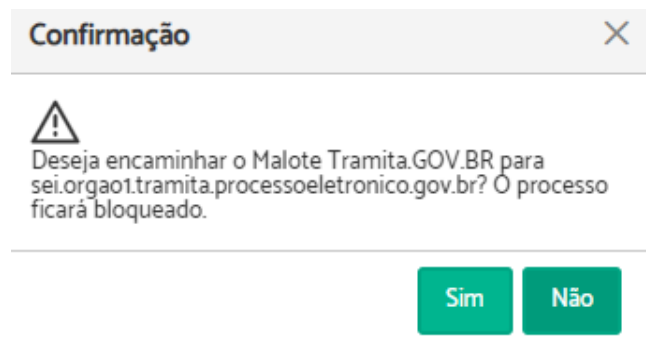 Confirmação
Deseja encaminhar o Malote Tramita.GOV.BR para
sei.orgao1.tramita.processoeletronico.gov.br? O processo
ficará bloqueado.
Sim
Não